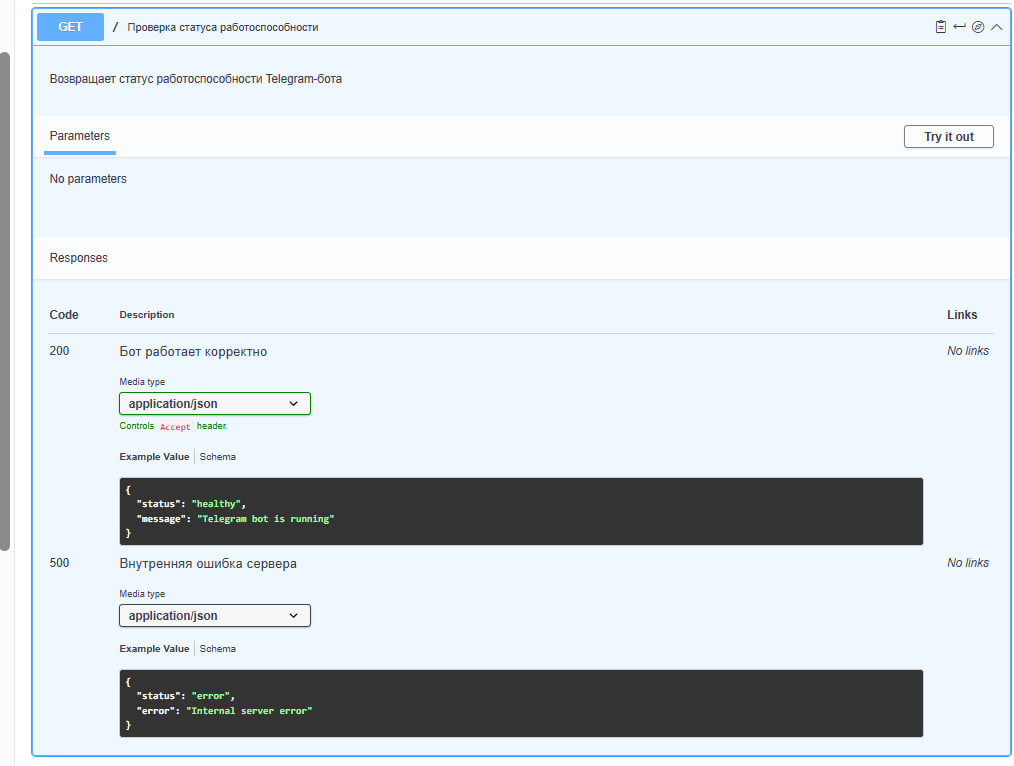 GET / Проверка статуса работоспособности
Возвращает статус работоспособности Telegram-бота
Parameters
Try it out
No parameters
Responses
Code Description Links
200 Бот работает корректно No links
Media type
application/json
Controls Accept header.
Example Value Schema
{
"status": "healthy",
"message": "Telegram bot is running"
}
500 Внутренняя ошибка сервера No links
Media type
application/json
Example Value Schema
{
"status": "error",
"error": "Internal server error"
}